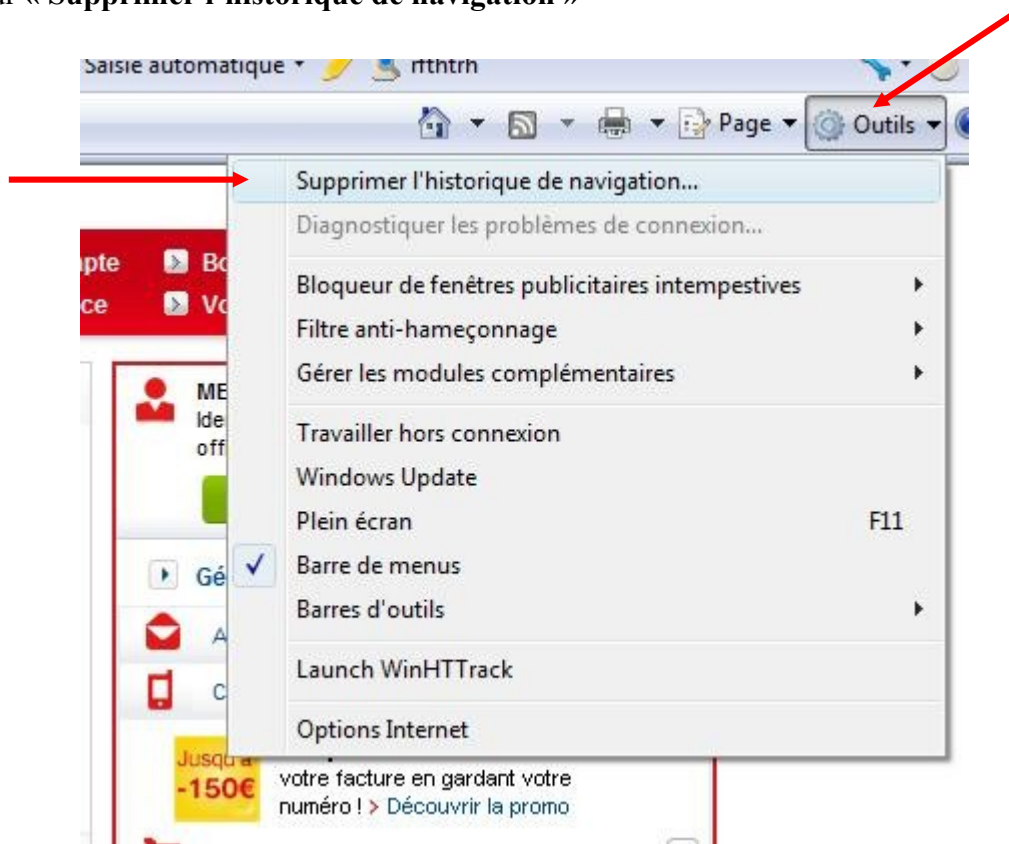 « Supprimer l'historique de navigation »
Saisie automatique rfthtrh
Page Outils
Supprimer l'historique de navigation...
Diagnostiquer les problèmes de connexion...
Bloqueur de fenêtres publicitaires intempestives
Filtre anti-hameçonnage
Gérer les modules complémentaires
Travailler hors connexion
Windows Update
Plein écran F11
Barre de menus
Barres d'outils
Launch WinHTTrack
Options Internet
Jusqu'à
-150€
votre facture en gardant votre
numéro ! > Découvrir la promo